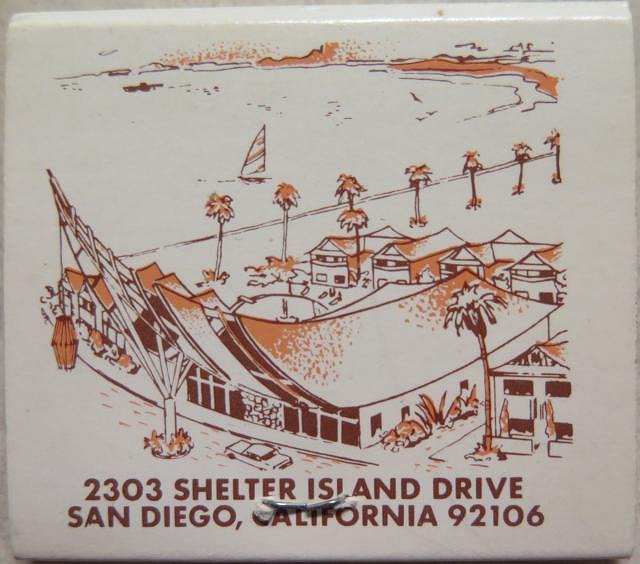 2303 SHELTER ISLAND DRIVE
SAN DIEGO, CALIFORNIA 92106